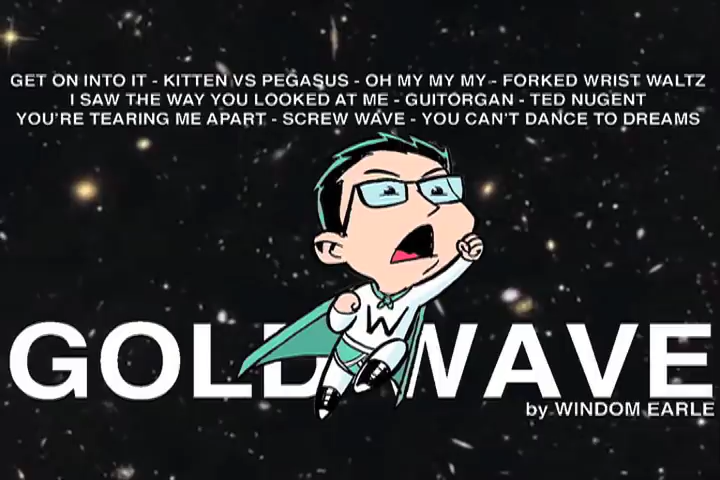 GET ON INTO IT - KITTEN VS PEGASUS - OH MY MY MY - FORKED WRIST WALTZ
I SAW THE WAY YOU LOOKED AT ME - GUITORGAN - TED NUGENT
YOU'RE TEARING ME APART - SCREW WAVE - YOU CAN'T DANCE TO DREAMS
W
GOLD WAVE
by WINDOM EARLE